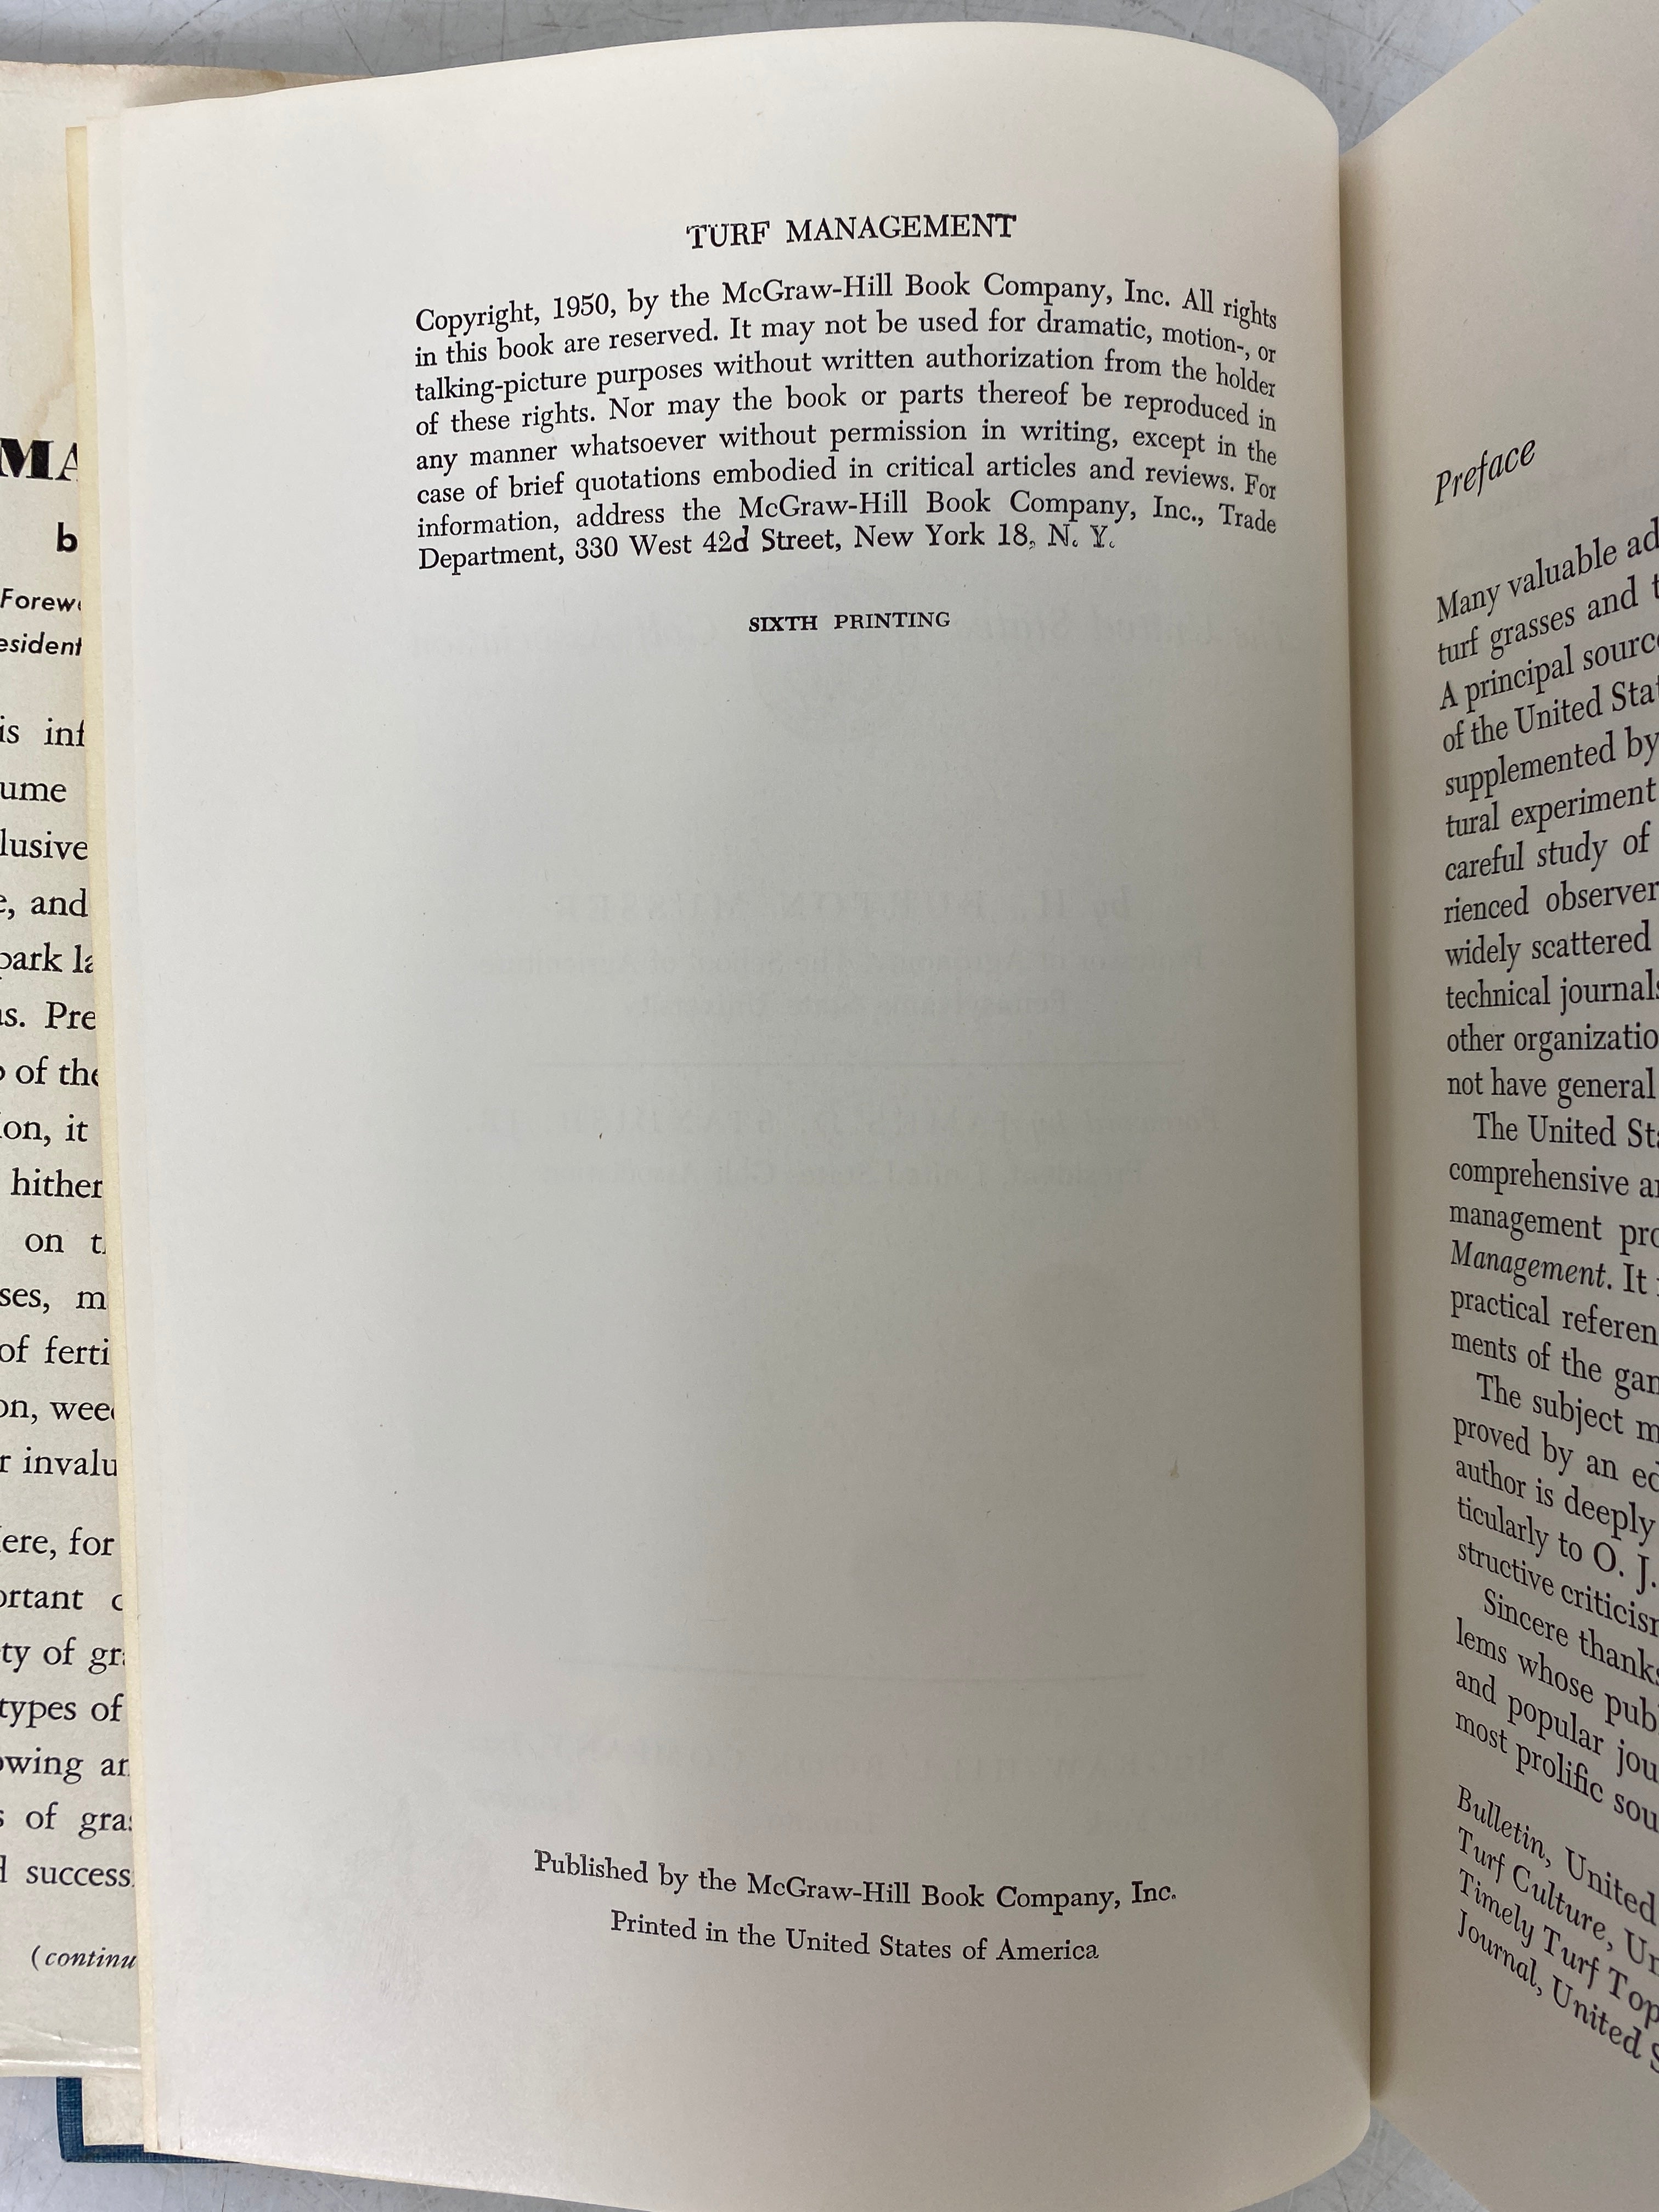 MA
b
Forew
esident
is inf
ume
lusive
e, and
park la
ns. Pre
of the
ion, it
hither
on t
ses, m
of ferti
on, weed
r invalu
ere, for
ortant c
ty of gra
types of
owing an
s of gras
d success
(continu
TURF MANAGEMENT
Copyright, 1950, by the McGraw-Hill Book Company, Inc. All rights
in this book are reserved. It may not be used for dramatic, motion-, or
talking-picture purposes without written authorization from the holder
of these rights. Nor may the book or parts thereof be reproduced in
any manner whatsoever without permission in writing, except in the
case of brief quotations embodied in critical articles and reviews. For
information, address the McGraw-Hill Book Company, Inc., Trade
Department, 330 West 42d Street, New York 18, N. Y.
SIXTH PRINTING
Published by the McGraw-Hill Book Company, Inc.
Printed in the United States of America
Preface
Many valuable ad
turf grasses and t
A principal source
of the United Stat
supplemented by
tural experiment
careful study of
rienced observer
widely scattered
technical journals
other organizatio
not have general
The United Sta
comprehensive an
management pro
Management. It
practical referen
ments of the gam
The subject m
proved by an ed
author is deeply
ticularly to O. J.
structive criticism
Sincere thanks
lems whose publ
and popular jou
most prolific sou
Bulletin, United
Turf Culture, Un
Timely Turf Top
Journal, United S